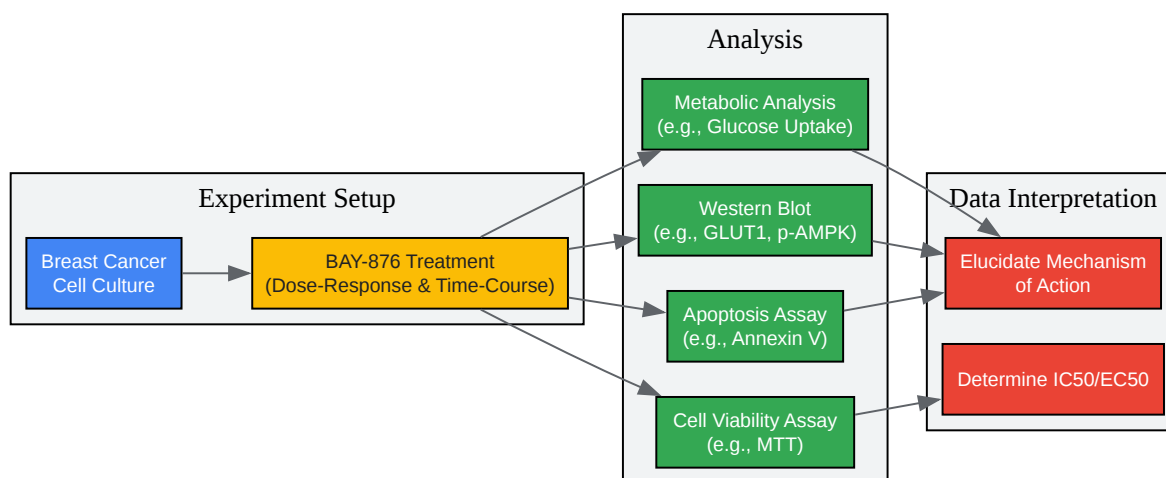 Experiment Setup
Breast Cancer
Cell Culture
BAY-876 Treatment
(Dose-Response & Time-Course)
Analysis
Metabolic Analysis
(e.g., Glucose Uptake)
Western Blot
(e.g., GLUT1, p-AMPK)
Apoptosis Assay
(e.g., Annexin V)
Cell Viability Assay
(e.g., MTT)
Data Interpretation
Elucidate Mechanism
of Action
Determine IC50/EC50